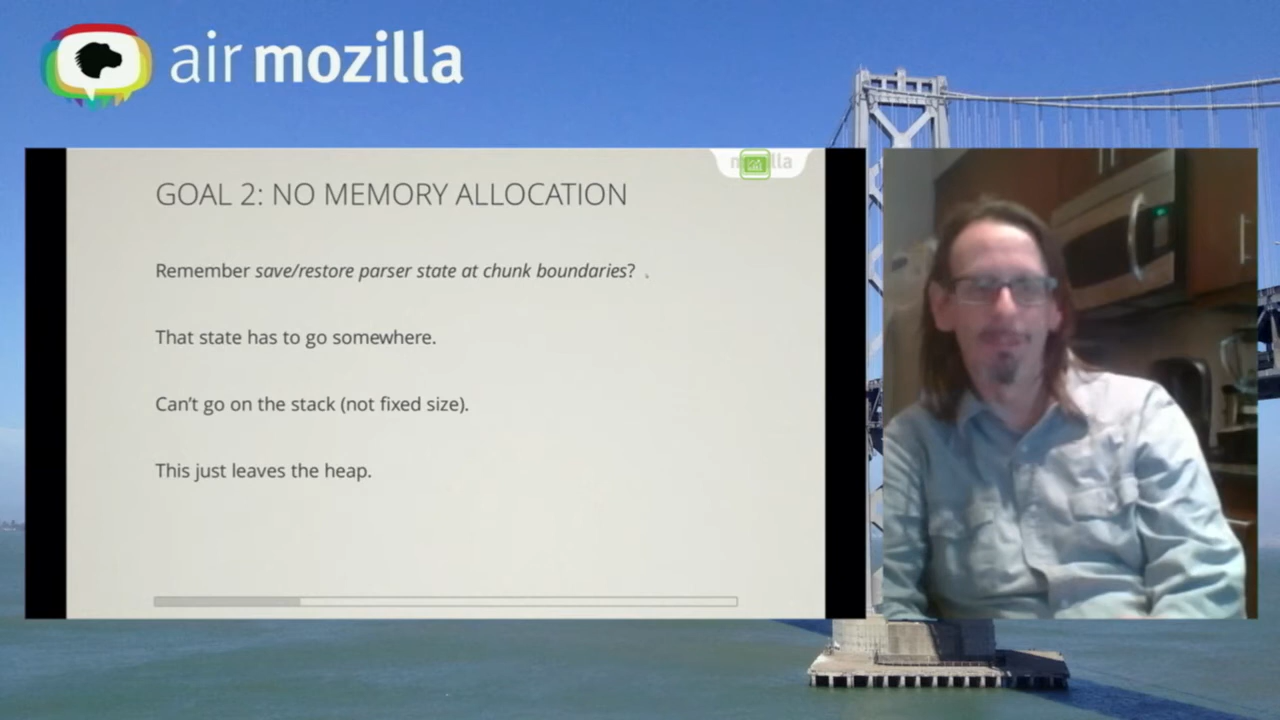 air mozilla
mozilla
GOAL 2: NO MEMORY ALLOCATION
Remember save/restore parser state at chunk boundaries?
That state has to go somewhere.
Can't go on the stack (not fixed size).
This just leaves the heap.